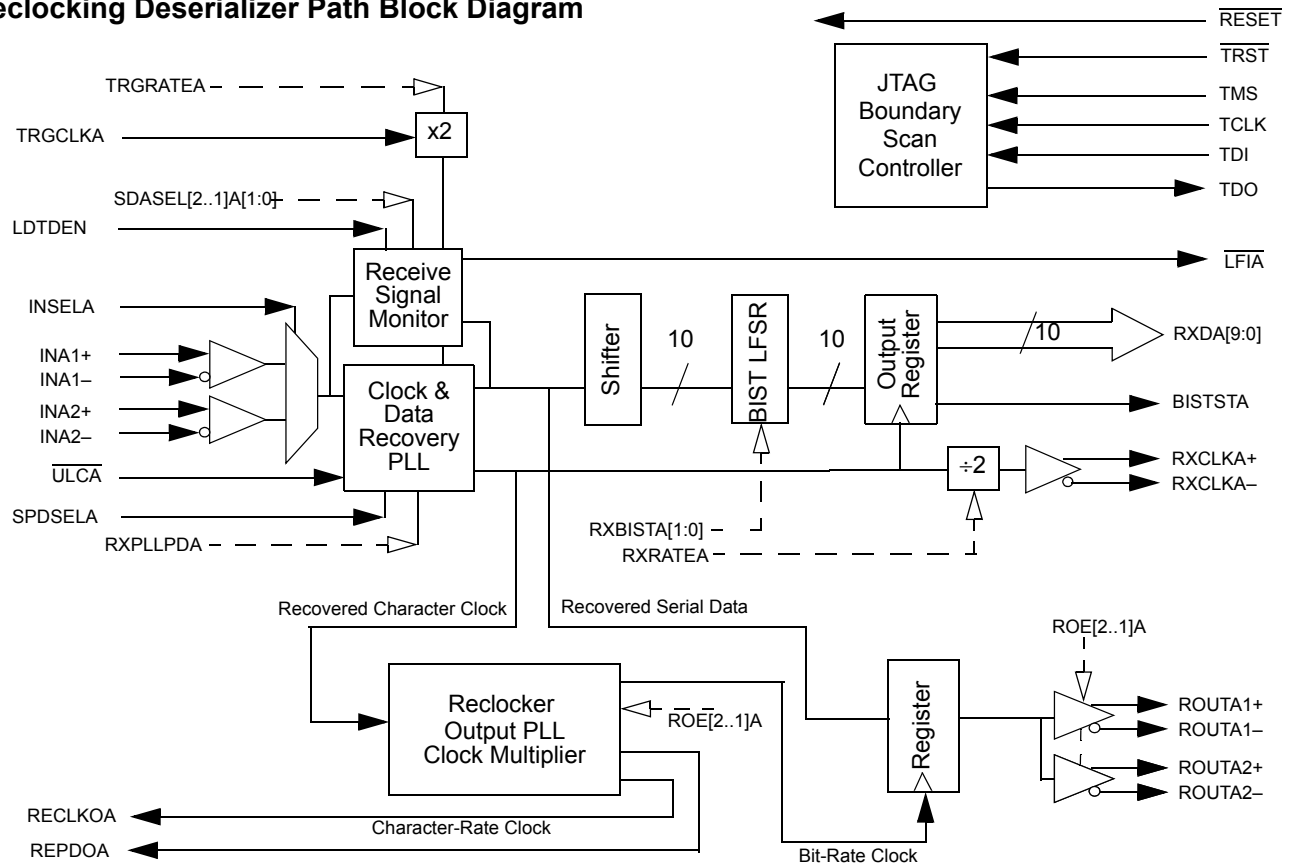 eclocking Deserializer Path Block Diagram
RESET
TRST
TMS
TCLK
TDI
TDO
JTAG
Boundary
Scan
Controller
TRGRATEA
TRGCLKA
x2
SDASEL[2..1]A[1:0]
LDTDEN
LFIA
Receive
Signal
Monitor
INSELA
INA1+
INA1–
INA2+
INA2–
ULCA
SPDSELA
RXPLLPDA
Clock &
Data
Recovery
PLL
Shifter
10
BIST LFSR
10
Output
Register
10
RXDA[9:0]
BISTSTA
÷2
RXCLKA+
RXCLKA–
RXBISTA[1:0]
RXRATEA
Recovered Character Clock
Recovered Serial Data
ROE[2..1]A
Reclocker
Output PLL
Clock Multiplier
ROE[2..1]A
Register
ROUTA1+
ROUTA1–
ROUTA2+
ROUTA2–
RECLKOA
Character-Rate Clock
REPDOA
Bit-Rate Clock